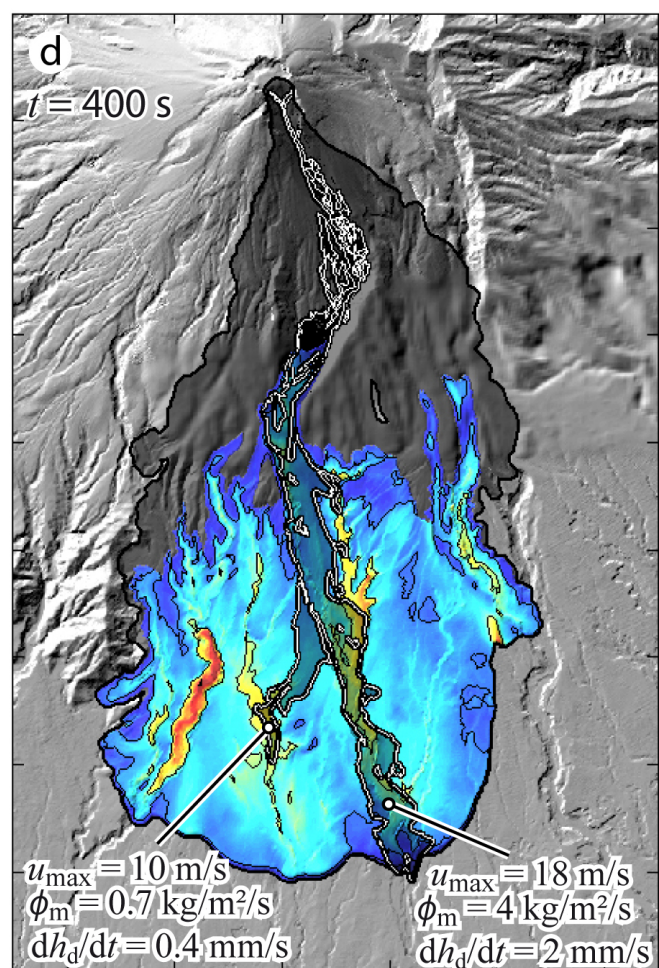 d
t = 400 s
u_max = 10 m/s
ϕ_m = 0.7 kg/m²/s
dh_d/dt = 0.4 mm/s
u_max = 18 m/s
ϕ_m = 4 kg/m²/s
dh_d/dt = 2 mm/s